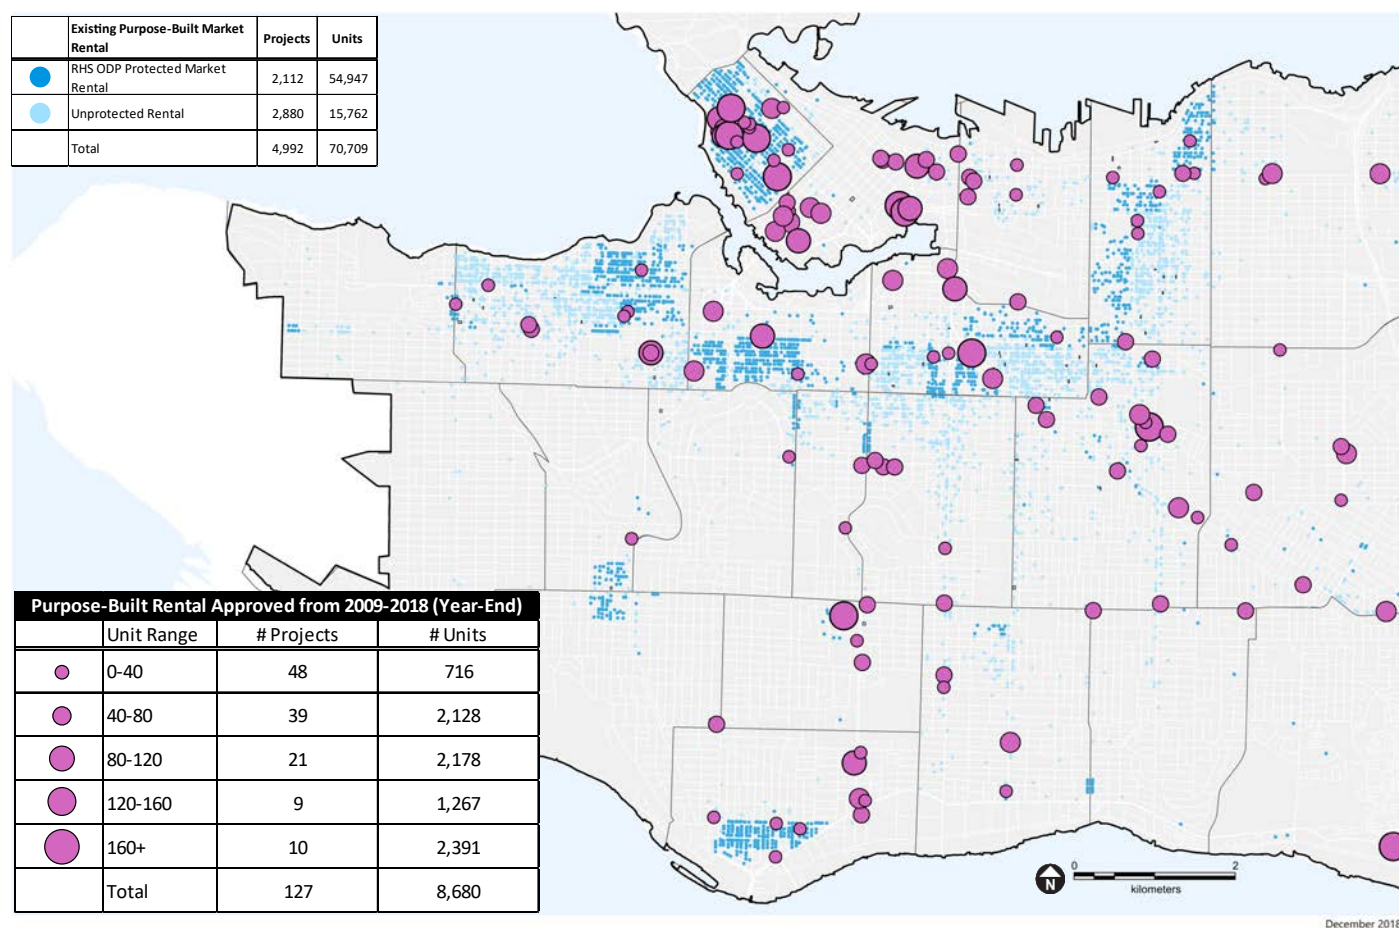 Existing Purpose-Built Market Rental Projects Units
RHS ODP Protected Market Rental 2,112 54,947
Unprotected Rental 2,880 15,762
Total 4,992 70,709
Purpose-Built Rental Approved from 2009-2018 (Year-End)
Unit Range # Projects # Units
0-40 48 716
40-80 39 2,128
80-120 21 2,178
120-160 9 1,267
160+ 10 2,391
Total 127 8,680
N
0 2
kilometers
December 2018